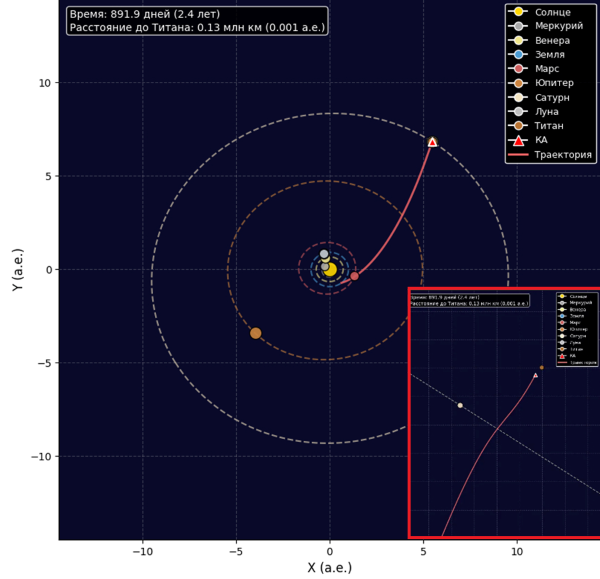 Время: 891.9 дней (2.4 лет)
Расстояние до Титана: 0.13 млн км (0.001 а.е.)
Солнце
Меркурий
Венера
Земля
Марс
Юпитер
Сатурн
Луна
Титан
КА
Траектория
10
5
0
−5
−10
Y (а.е.)
−10
−5
0
5
10
X (а.е.)
Время: 891.9 дней (2.4 лет)
Расстояние до Титана: 0.13 млн км (0.001 а.е.)
Солнце
Меркурий
Венера
Земля
Марс
Юпитер
Сатурн
Луна
Титан
КА
Траектория